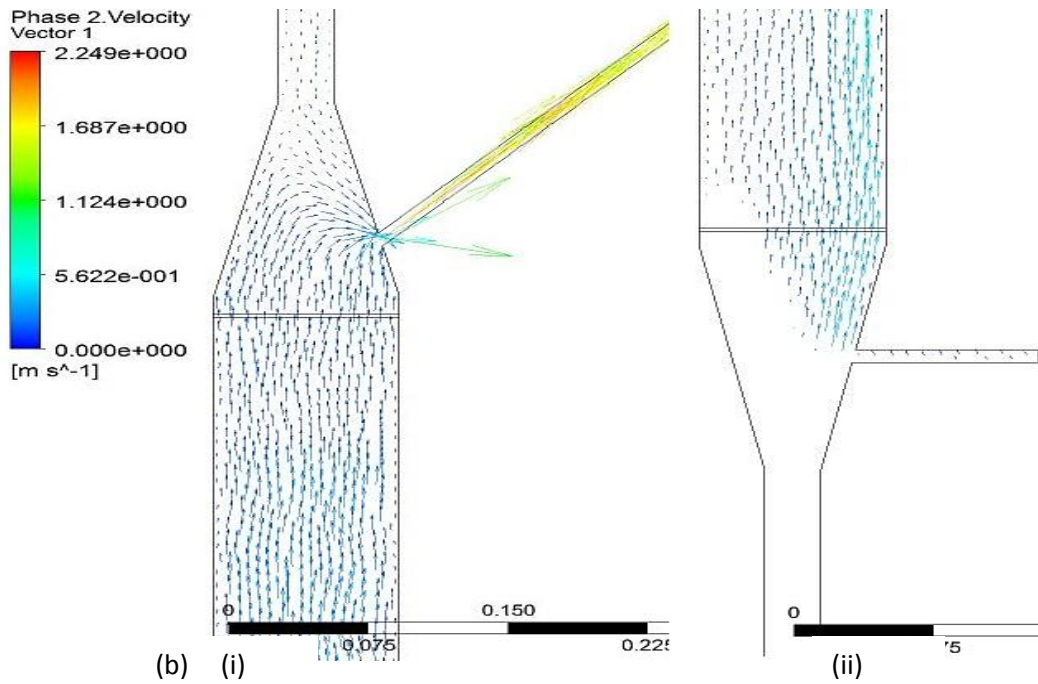 Phase 2.Velocity
Vector 1
2.249e+000
1.687e+000
1.124e+000
5.622e-001
0.000e+000
[m s^-1]
0 0.150
0.075 0.225
0
75
(b) (i) (ii)